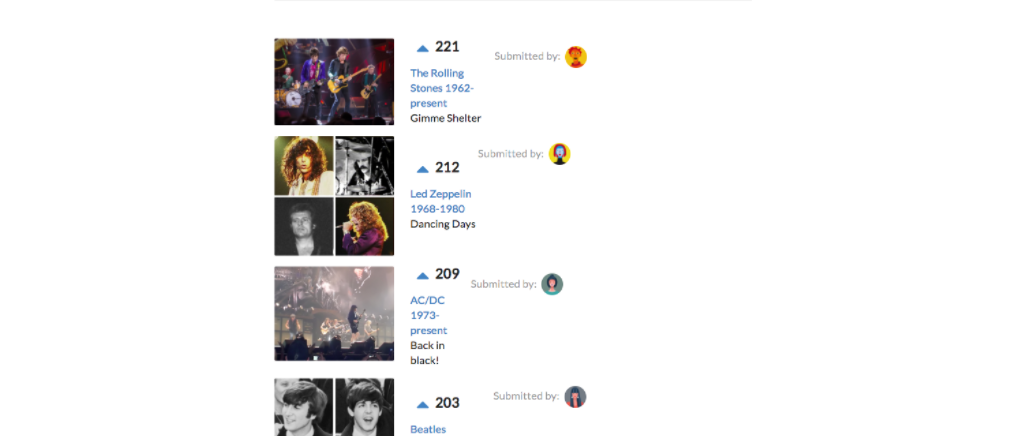 221
Submitted by:
The Rolling
Stones 1962-
present
Gimme Shelter
212
Submitted by:
Led Zeppelin
1968-1980
Dancing Days
209
Submitted by:
AC/DC
1973-
present
Back in
black!
203
Submitted by:
Beatles